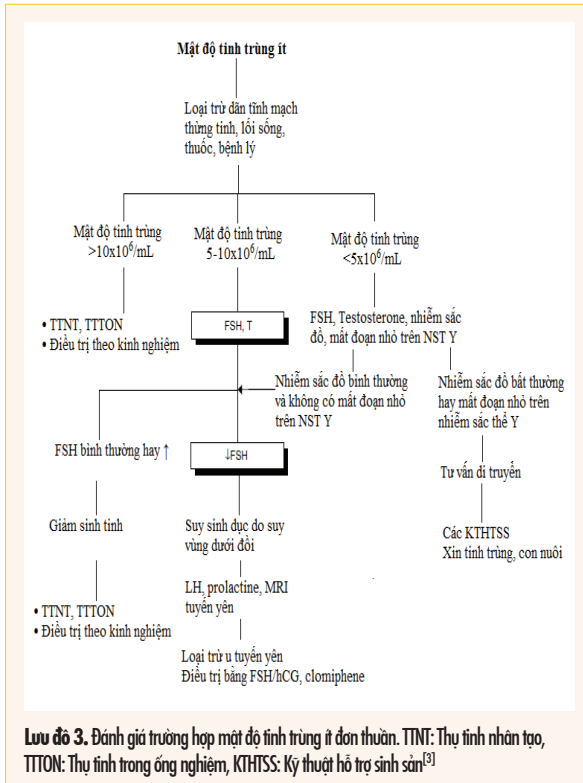 Mật độ tinh trùng ít
Loại trừ dãn tĩnh mạch
thừng tinh, lối sống,
thuốc, bệnh lý
Mật độ tinh trùng
>10x10⁶/mL
Mật độ tinh trùng
5-10x10⁶/mL
Mật độ tinh trùng
<5x10⁶/mL
• TTNT, TTTON
• Điều trị theo kinh nghiệm
FSH, T
FSH, Testosterone, nhiễm sắc
đồ, mất đoạn nhỏ trên NST Y
Nhiễm sắc đồ bình thường
và không có mất đoạn nhỏ
trên NST Y
Nhiễm sắc đồ bất thường
hay mất đoạn nhỏ trên
nhiễm sắc thể Y
FSH bình thường hay ↑
↓FSH
Tư vấn di truyền
Giảm sinh tinh
Suy sinh dục do suy
vùng dưới đồi
Các KTHTSS
Xin tinh trùng, con nuôi
LH, prolactine, MRI
tuyến yên
• TTNT, TTTON
• Điều trị theo kinh nghiệm
Loại trừ u tuyến yên
Điều trị bằng FSH/hCG, clomiphene
Lưu đồ 3. Đánh giá trường hợp mật độ tinh trùng ít đơn thuần. TTNT: Thụ tinh nhân tạo,
TTTON: Thụ tinh trong ống nghiệm, KTHTSS: Kỹ thuật hỗ trợ sinh sản[3]